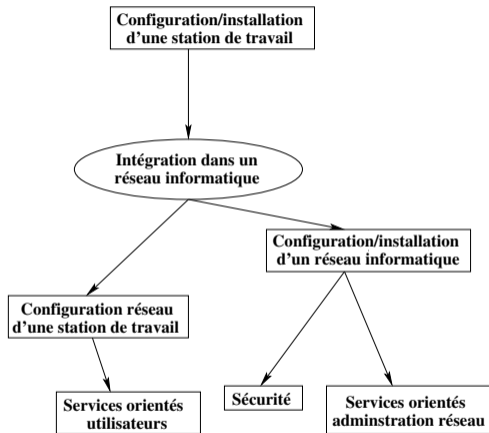 Configuration/installation
d'une station de travail
Intégration dans un
réseau informatique
Configuration/installation
d'un réseau informatique
Configuration réseau
d'une station de travail
Services orientés
utilisateurs
Sécurité
Services orientés
adminstration réseau